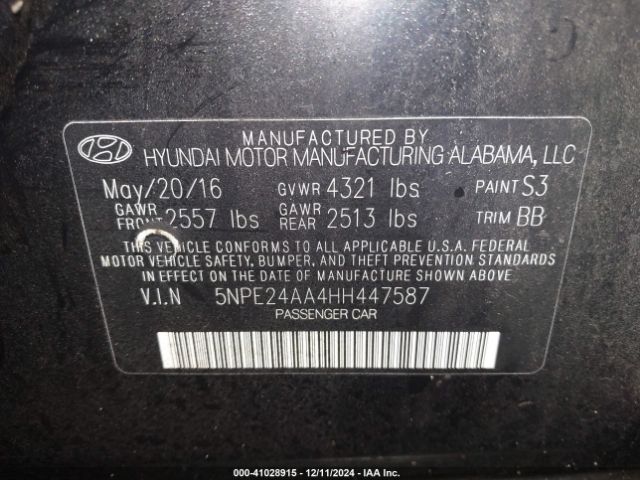 MANUFACTURED BY
HYUNDAI MOTOR MANUFACTURING ALABAMA, LLC
May/20/16 GVWR 4321 lbs PAINT S3
GAWR FRONT 2557 lbs GAWR REAR 2513 lbs TRIM BB
THIS VEHICLE CONFORMS TO ALL APPLICABLE U.S.A. FEDERAL
MOTOR VEHICLE SAFETY, BUMPER, AND THEFT PREVENTION STANDARDS
IN EFFECT ON THE DATE OF MANUFACTURE SHOWN ABOVE
V.I.N 5NPE24AA4HH447587
PASSENGER CAR
000-41028915 - 12/11/2024 - IAA Inc.